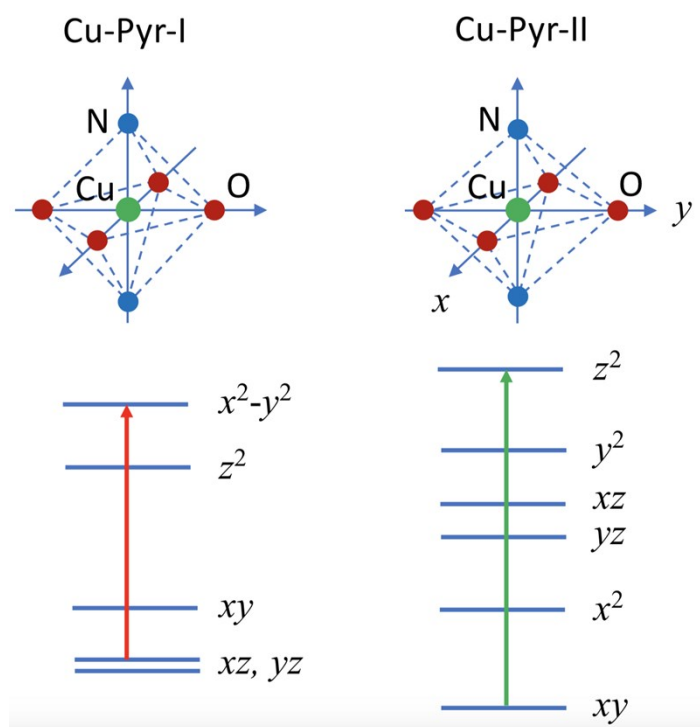 Cu-Pyr-I
N
Cu
O
x²-y²
z²
xy
xz, yz
Cu-Pyr-II
N
Cu
O
y
x
z²
y²
xz
yz
x²
xy